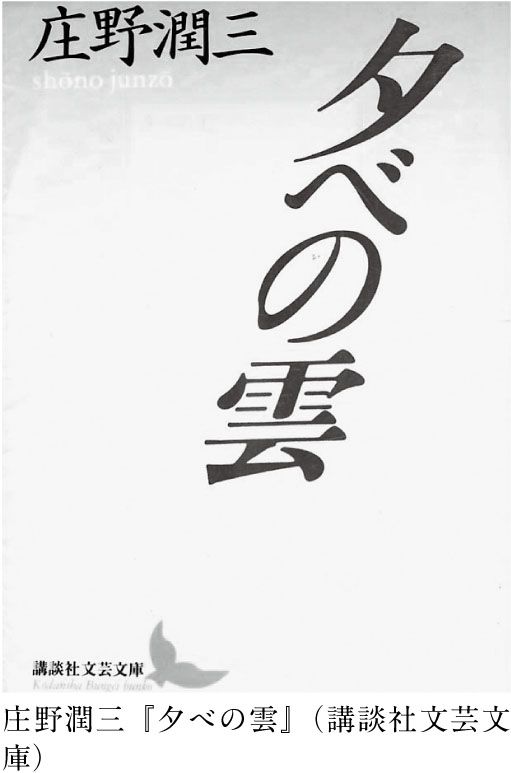 庄野潤三
shōno junzō
夕べの雲
講談社文芸文庫
Kodansha Bungei bunko
庄野潤三『夕べの雲』（講談社文芸文
庫）